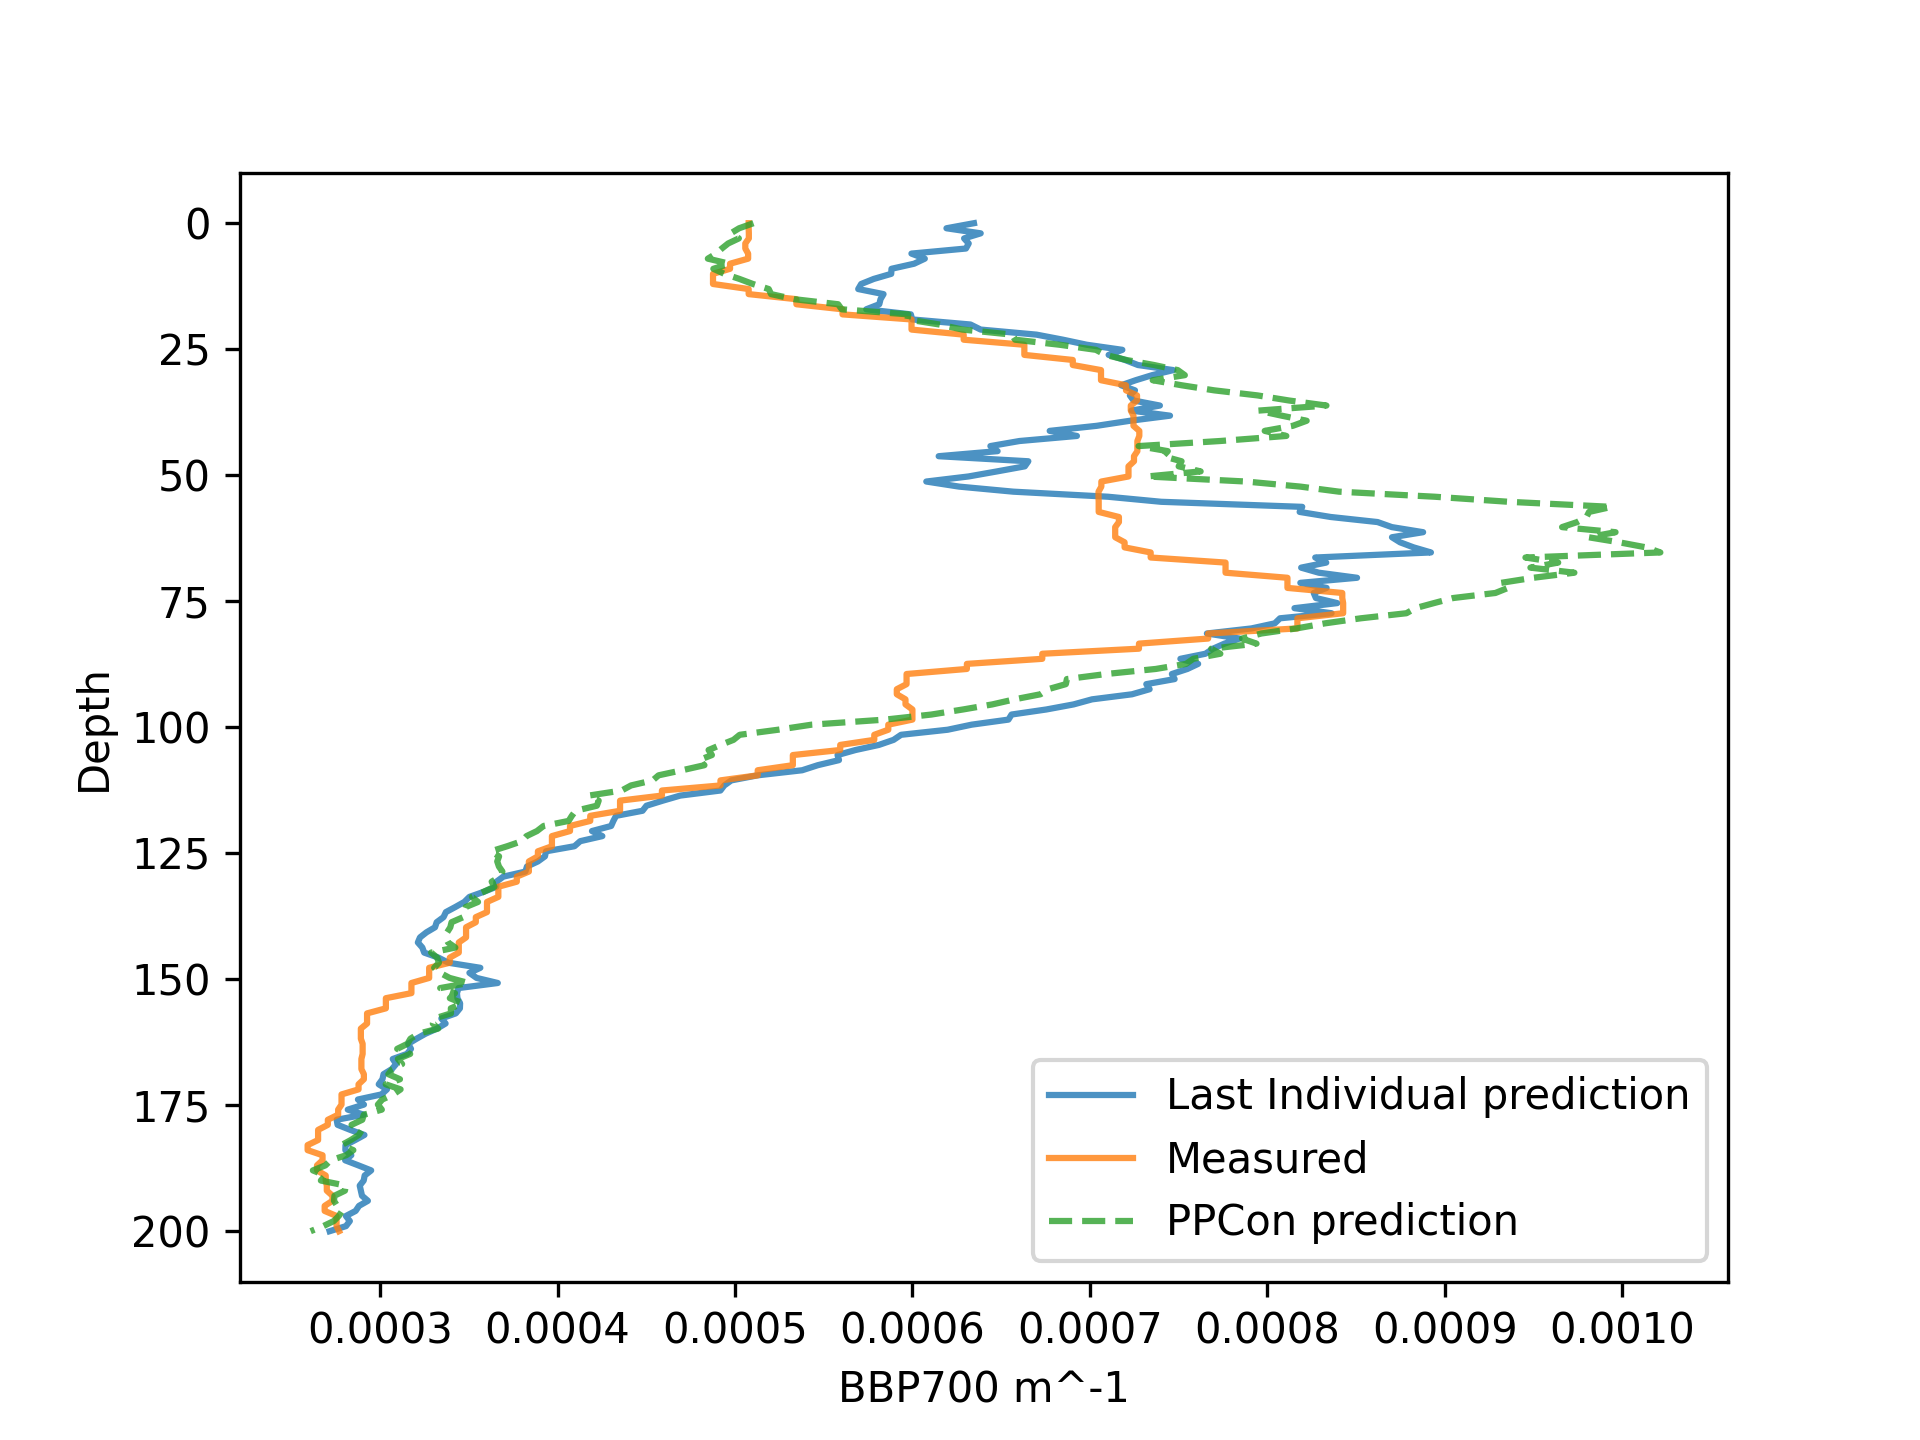 0
25
50
75
100
125
150
175
200
Depth
0.0003 0.0004 0.0005 0.0006 0.0007 0.0008 0.0009 0.0010
BBP700 m^-1
Last Individual prediction
Measured
PPCon prediction